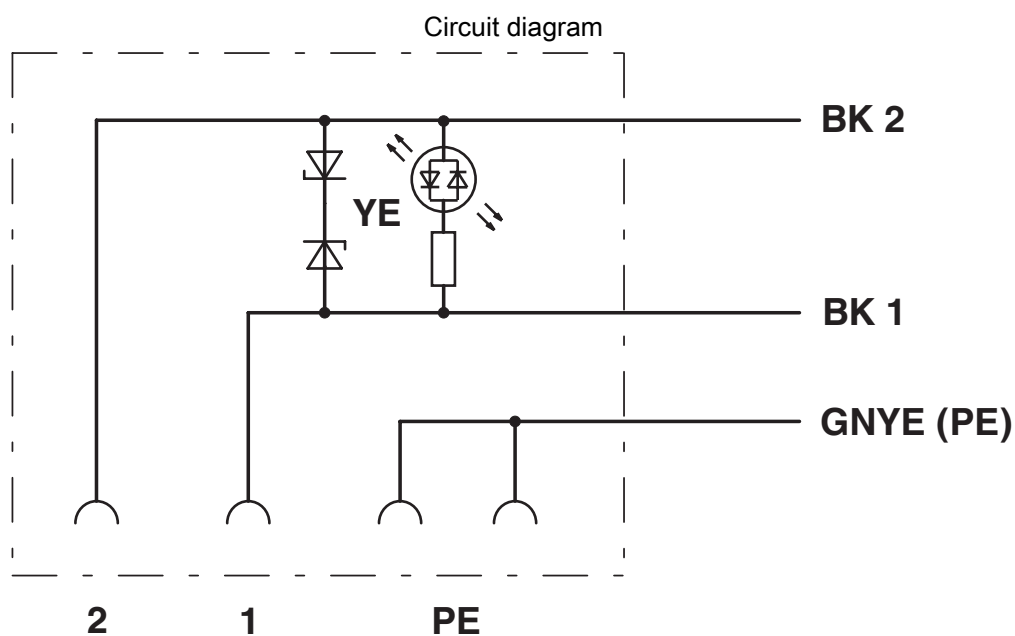 Circuit diagram
BK 2
YE
BK 1
GNYE (PE)
2 1 PE